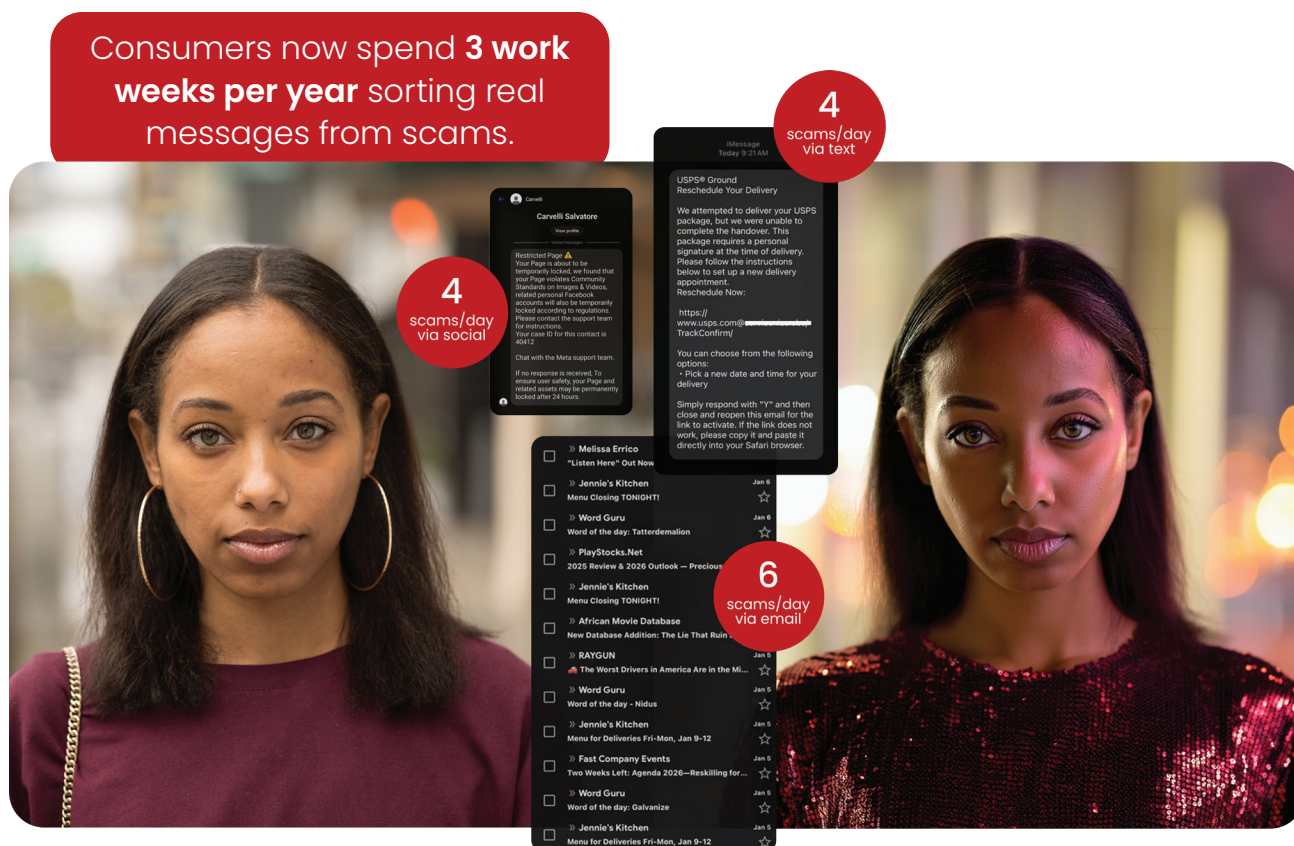 Consumers now spend 3 work
weeks per year sorting real
messages from scams.
4
scams/day
via text
iMessage
Today 9:21 AM
USPS® Ground
Reschedule Your Delivery
We attempted to deliver your USPS
package, but we were unable to
complete the handover. This
package requires a personal
signature at the time of delivery.
Please follow the instructions
below to set up a new delivery
appointment.
Reschedule Now:
https://
www.usps.com@
TrackConfirm/
You can choose from the following
options:
• Pick a new date and time for your
delivery
Simply respond with "Y" and then
close and reopen this email for the
link to activate. If the link does not
work, please copy it and paste it
directly into your Safari browser.
Carvelli
Carvelli Salvatore
View profile
Restricted Page ⚠️
Your Page is about to be
temporarily locked, we found that
your Page violates Community
Standards on Images & Videos,
related personal Facebook
accounts will also be temporarily
locked according to regulations.
Please contact the support team
for instructions.
Your case ID for this contact is
40412
Chat with the Meta support team.
If no response is received, To
ensure user safety, your Page and
related assets may be permanently
locked after 24 hours.
4
scams/day
via social
» Melissa Errico
"Listen Here" Out Now
» Jennie's Kitchen Jan 6
Menu Closing TONIGHT!
» Word Guru Jan 6
Word of the day: Tatterdemalion
» PlayStocks.Net
2025 Review & 2026 Outlook — Precious
» Jennie's Kitchen
Menu Closing TONIGHT!
» African Movie Database
New Database Addition: The Lie That Ruin
» RAYGUN Jan 5
🚗 The Worst Drivers in America Are in the Mi...
» Word Guru Jan 5
Word of the day - Nidus
» Jennie's Kitchen Jan 5
Menu for Deliveries Fri-Mon, Jan 9-12
» Fast Company Events Jan 5
Two Weeks Left: Agenda 2026—Reskilling for...
» Word Guru Jan 5
Word of the day: Galvanize
» Jennie's Kitchen Jan 5
Menu for Deliveries Fri-Mon, Jan 9-12
6
scams/day
via email